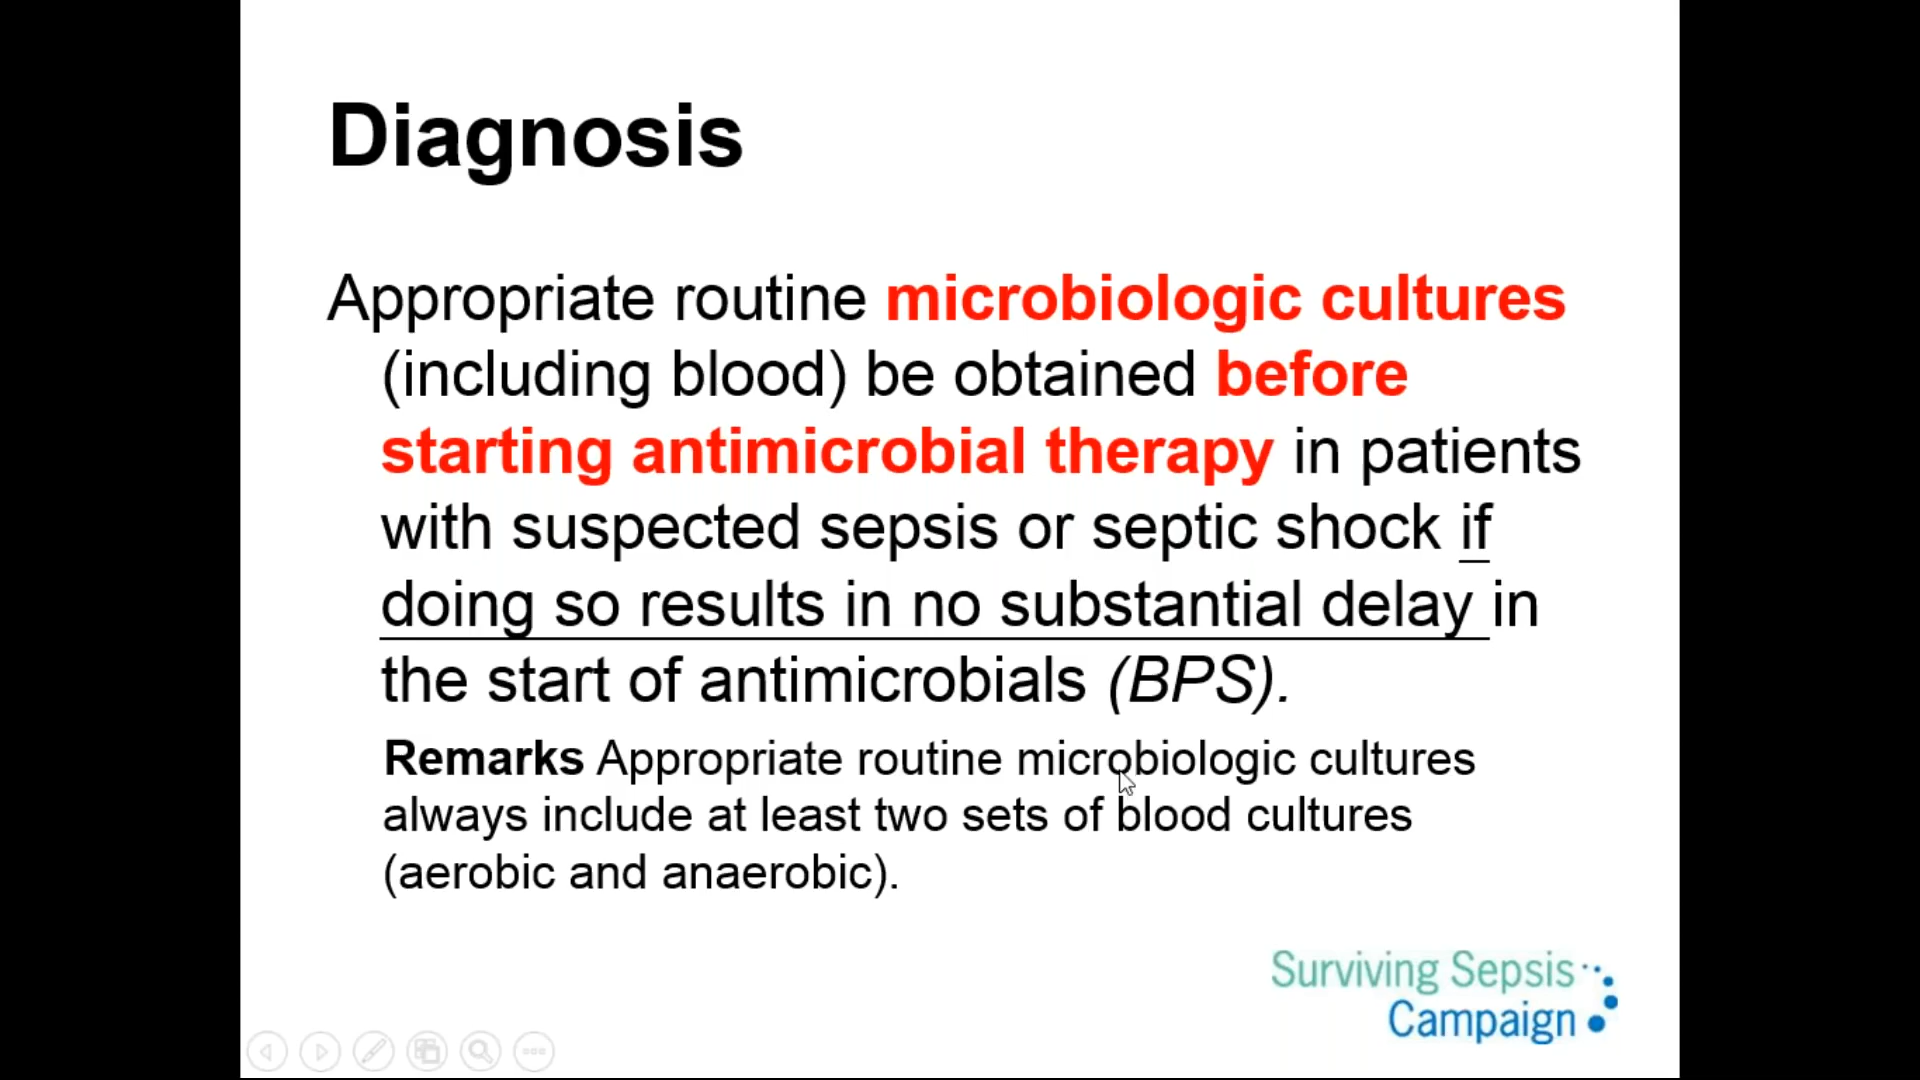 Diagnosis
Appropriate routine microbiologic cultures
(including blood) be obtained before
starting antimicrobial therapy in patients
with suspected sepsis or septic shock if
doing so results in no substantial delay in
the start of antimicrobials (BPS).
Remarks Appropriate routine microbiologic cultures
always include at least two sets of blood cultures
(aerobic and anaerobic).
Surviving Sepsis
Campaign